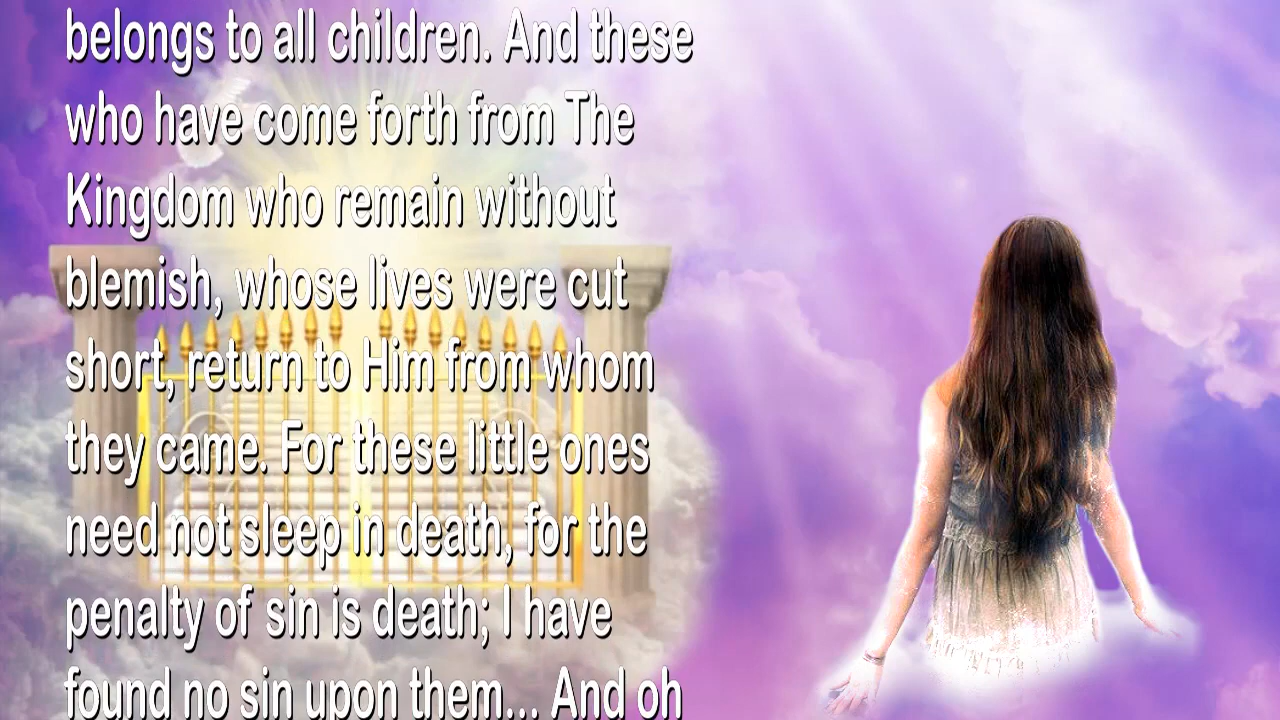 belongs to all children. And these
who have come forth from The
Kingdom who remain without
blemish, whose lives were cut
short, return to Him from whom
they came. For these little ones
need not sleep in death, for the
penalty of sin is death; I have
found no sin upon them... And oh